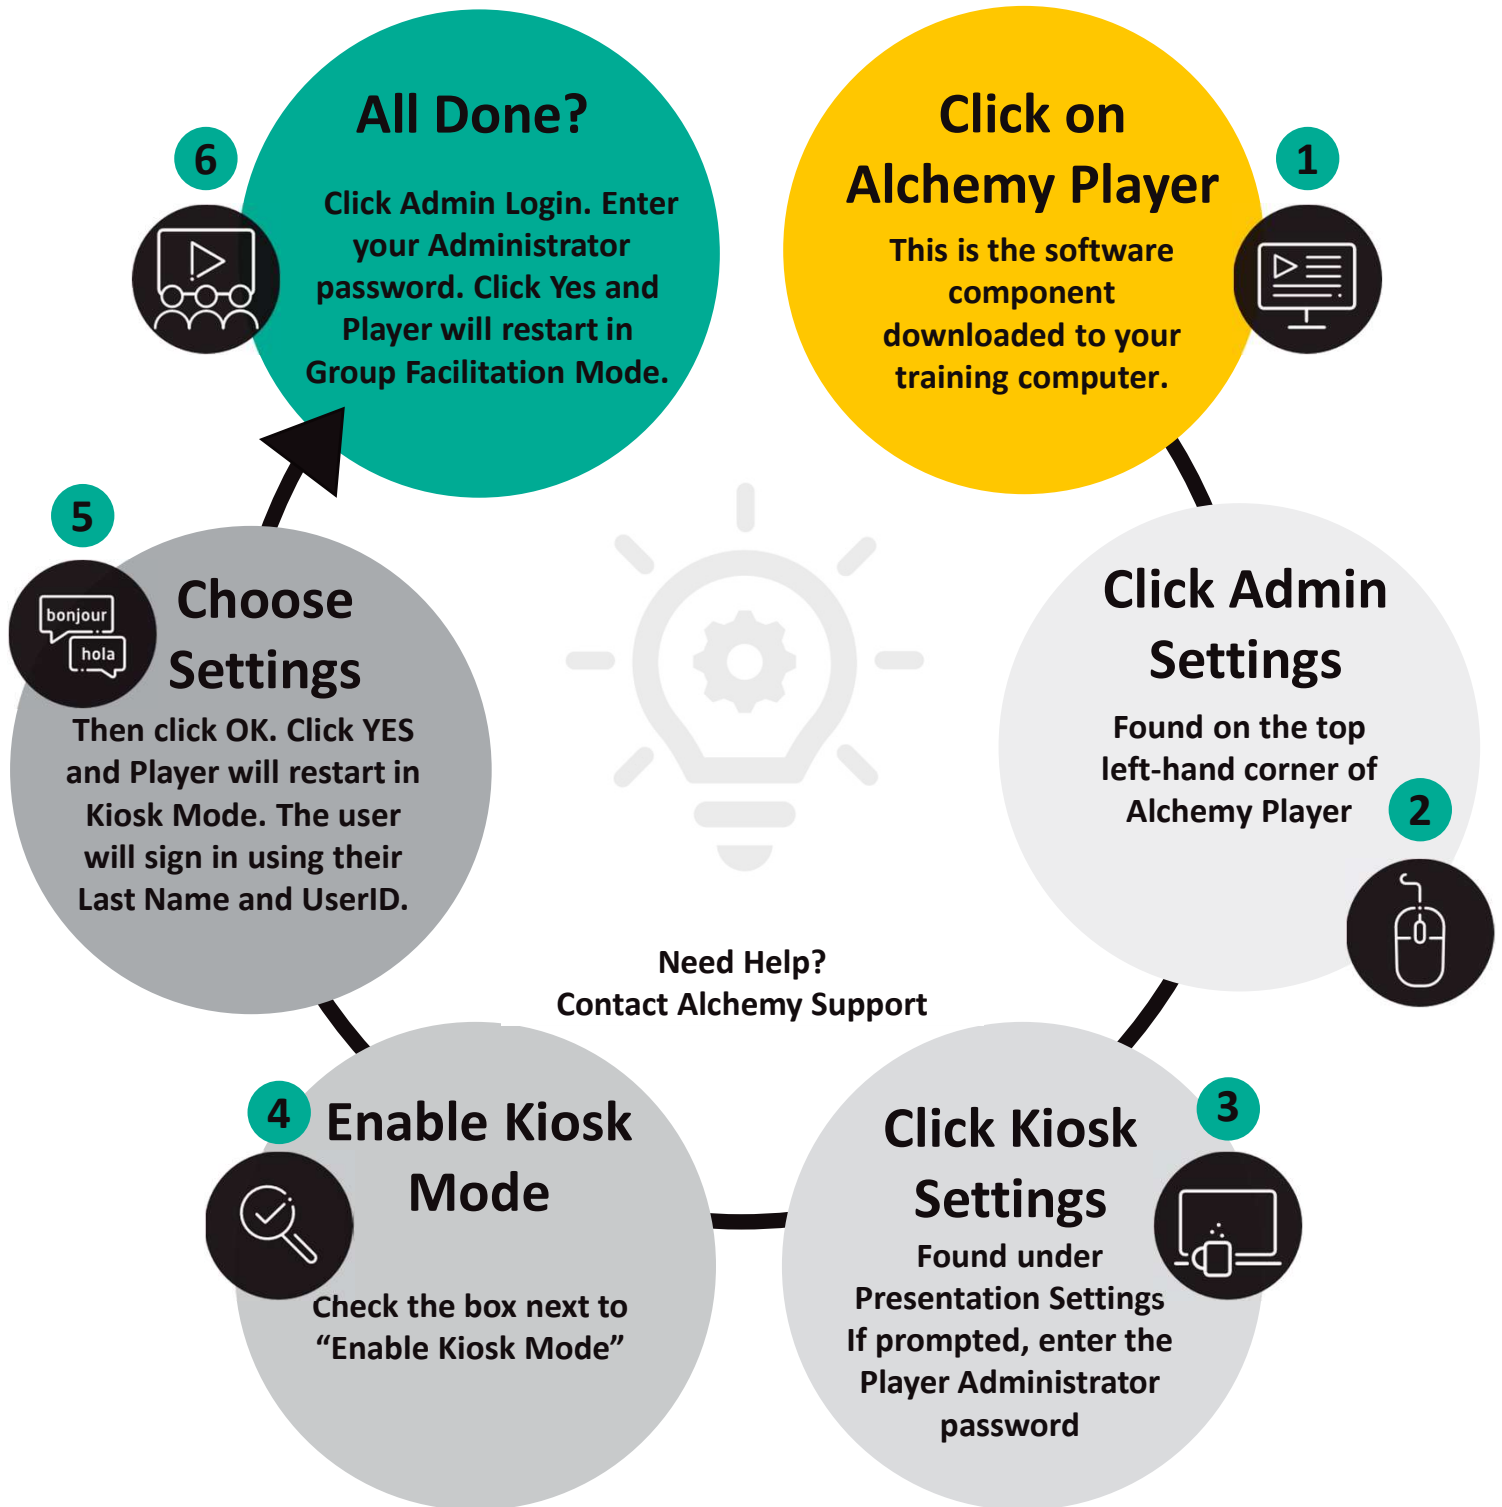 1
Click on
Alchemy Player
This is the software
component
downloaded to your
training computer.
2
Click Admin
Settings
Found on the top
left-hand corner of
Alchemy Player
3
Click Kiosk
Settings
Found under
Presentation Settings
If prompted, enter the
Player Administrator
password
4
Enable Kiosk
Mode
Check the box next to
“Enable Kiosk Mode”
5
bonjour
hola
Choose
Settings
Then click OK. Click YES
and Player will restart in
Kiosk Mode. The user
will sign in using their
Last Name and UserID.
6
All Done?
Click Admin Login. Enter
your Administrator
password. Click Yes and
Player will restart in
Group Facilitation Mode.
Need Help?
Contact Alchemy Support